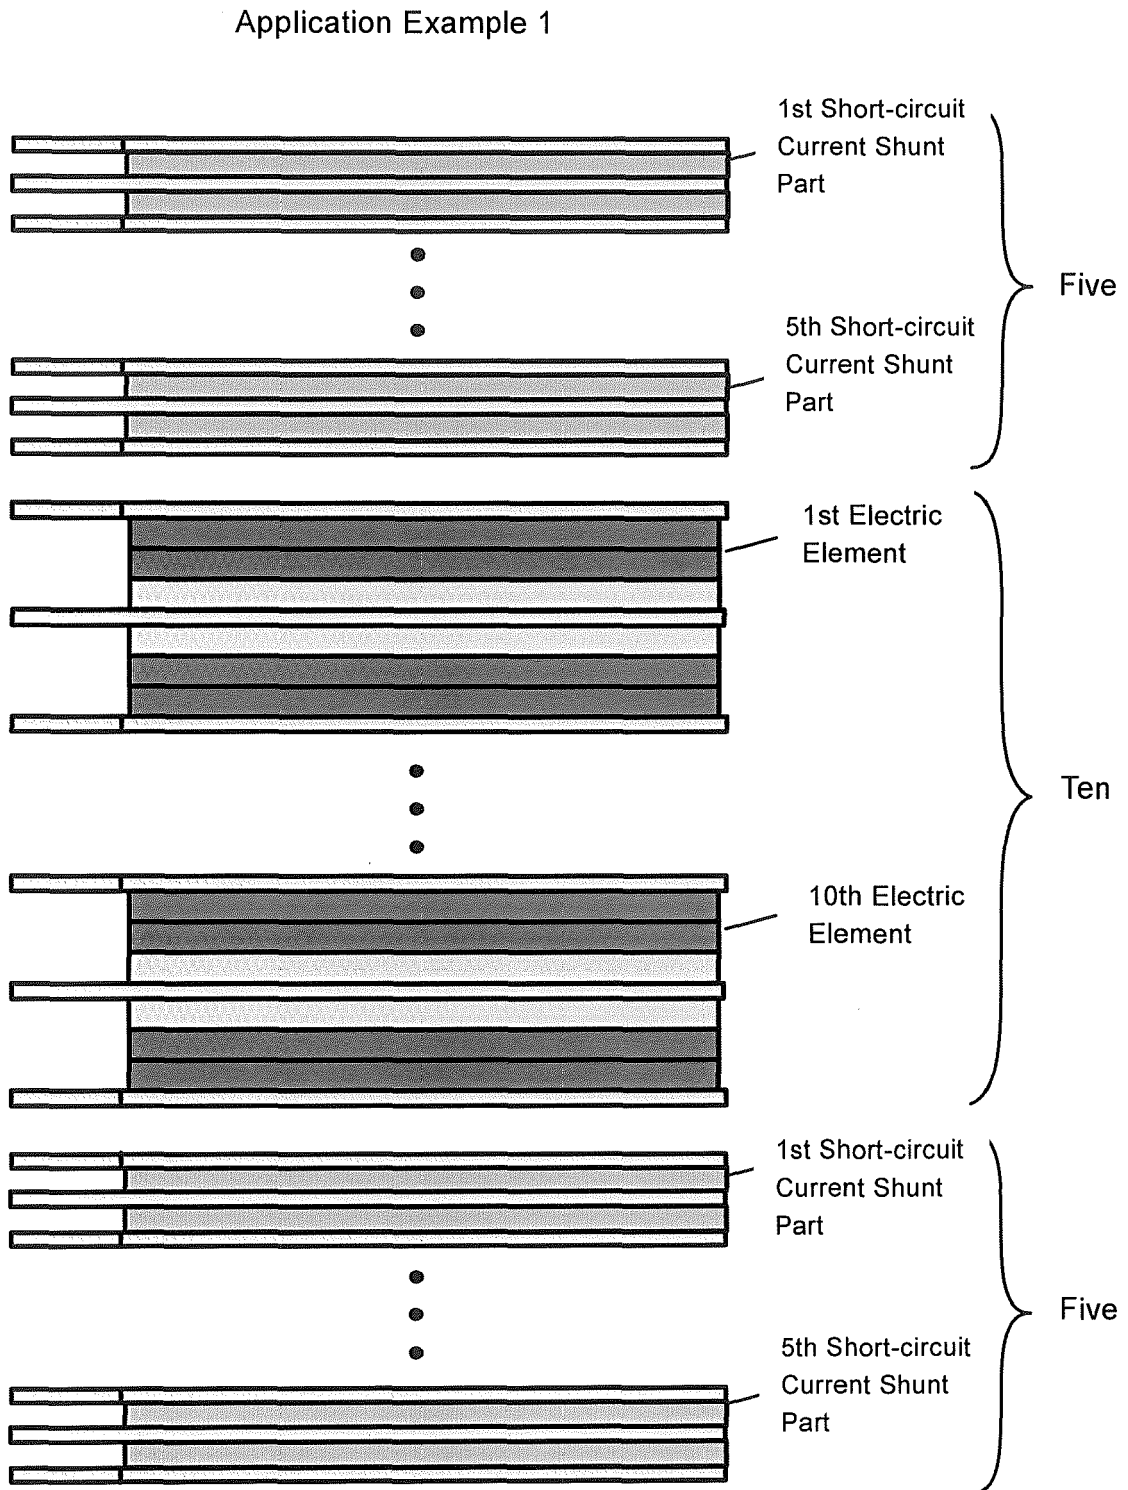 Application Example 1
1st Short-circuit
Current Shunt
Part
Five
5th Short-circuit
Current Shunt
Part
1st Electric
Element
Ten
10th Electric
Element
1st Short-circuit
Current Shunt
Part
Five
5th Short-circuit
Current Shunt
Part